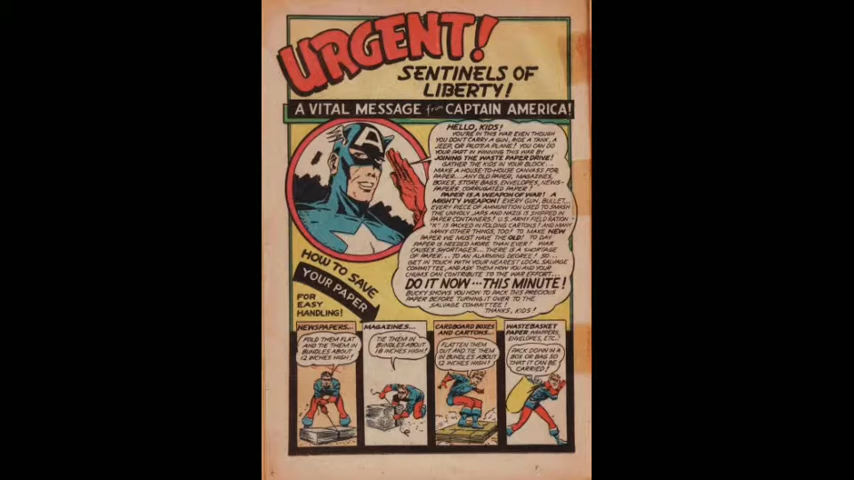 URGENT!
SENTINELS OF
LIBERTY!
A VITAL MESSAGE from CAPTAIN AMERICA!
HELLO, KIDS!
YOU'RE IN THIS WAR EVEN THOUGH
YOU DON'T CARRY A GUN, RIDE A TANK, A
JEEP, OR PILOT A PLANE! YOU CAN DO
YOUR PART IN WINNING THIS WAR BY
JOINING THE WASTE PAPER DRIVE!
GATHER THE KIDS IN YOUR BLOCK...
MAKE A HOUSE-TO-HOUSE CANVASS FOR
PAPER... ANY OLD PAPER, MAGAZINES,
BOXES, STORE BAGS, ENVELOPES, NEWS-
PAPERS, CORRUGATED PAPER!
PAPER IS A WEAPON OF WAR! A
MIGHTY WEAPON! EVERY GUN, BULLET...
EVERY PIECE OF AMMUNITION USED TO SMASH
THE UNHOLY JAPS AND NAZIS IS SHIPPED IN
PAPER CONTAINERS! U.S. ARMY FIELD RATION
"K" IS PACKED IN FOLDING CARTONS! AND MANY
MANY OTHER THINGS, TOO! TO MAKE NEW
PAPER WE MUST HAVE THE OLD! TO DAY
PAPER IS NEEDED MORE THAN EVER! WAR
CAUSES SHORTAGES... THERE IS A SHORTAGE
OF PAPER... TO AN ALARMING DEGREE! SO...
GET IN TOUCH WITH YOUR NEAREST LOCAL SALVAGE
COMMITTEE, AND ASK THEM HOW YOU AND YOUR
CHUMS CAN CONTRIBUTE TO THE WAR EFFORT...
DO IT NOW... THIS MINUTE!
BUCKY SHOWS YOU HOW TO PACK THIS PRECIOUS
PAPER BEFORE TURNING IT OVER TO THE
SALVAGE COMMITTEE!
THANKS, KIDS!
A
HOW TO SAVE
YOUR PAPER
FOR
EASY
HANDLING!
NEWSPAPERS...
FOLD THEM FLAT
AND TIE THEM IN
BUNDLES ABOUT
12 INCHES HIGH!
MAGAZINES...
TIE THEM IN
BUNDLES ABOUT
18 INCHES HIGH!
CARDBOARD BOXES
AND CARTONS...
FLATTEN THEM
OUT AND TIE THEM
IN BUNDLES ABOUT
12 INCHES HIGH!
WASTEBASKET
PAPER (WRAPPERS,
ENVELOPES, ETC.)
PACK DOWN IN A
BOX OR BAG SO
THAT IT CAN BE
CARRIED!